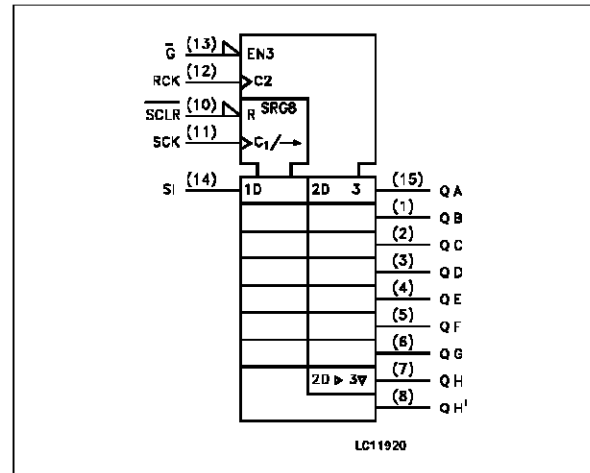 G̅ (13) EN3
RCK (12) C2
S̅C̅L̅R̅ (10) R SRG8
SCK (11) C1/→
SI (14) 1D 2D 3 (15) QA
(1) QB
(2) QC
(3) QD
(4) QE
(5) QF
(6) QG
2D ▷ 3▽ (7) QH
(8) QH'
LC11920